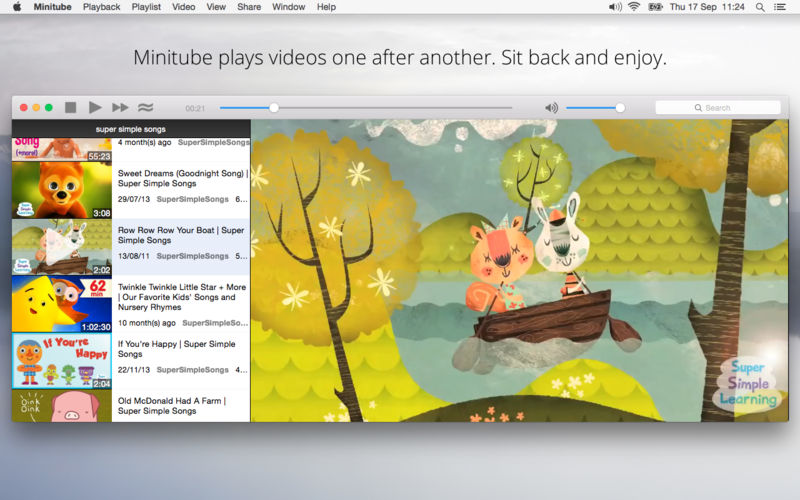 Minitube Playback Playlist Video View Share Window Help Thu 17 Sep 11:24
Minitube plays videos one after another. Sit back and enjoy.
00:21
Search
super simple songs
Song
(+more!)
55:23
4 month(s) ago SuperSimpleSongs
Sweet Dreams (Goodnight Song) |
Super Simple Songs
29/07/13 SuperSimpleSongs 6...
Super
Simple
Learning
3:08
Row Row Row Your Boat | Super
Simple Songs
13/08/11 SuperSimpleSongs 5...
2:02
62
min
1:02:30
Twinkle Twinkle Little Star + More
| Our Favorite Kids' Songs and
Nursery Rhymes
10 month(s) ago SuperSimpleSo...
If You're
Happy
2:04
If You're Happy | Super Simple
Songs
22/11/13 SuperSimpleSongs 4...
Oink
Oink
Old McDonald Had A Farm |
Super Simple Songs
Super
Simple
Learning